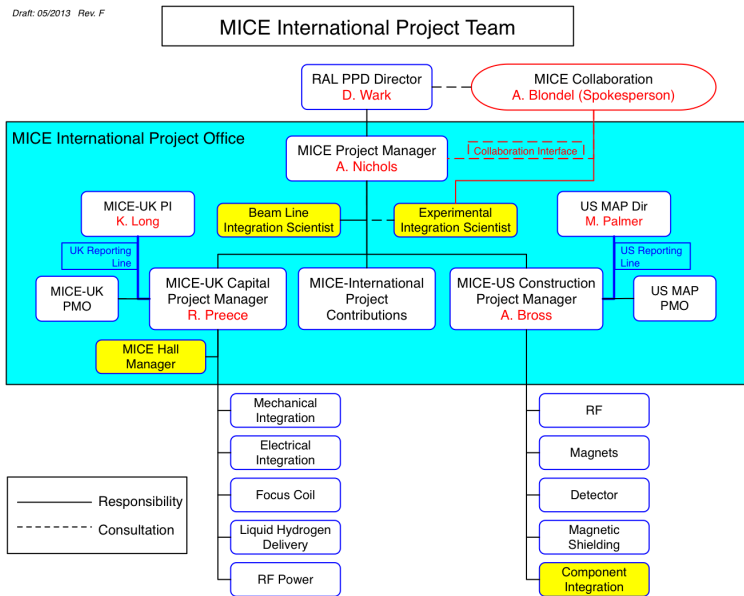 Draft: 05/2013 Rev. F
MICE International Project Team
RAL PPD Director
D. Wark
MICE Collaboration
A. Blondel (Spokesperson)
MICE International Project Office
MICE Project Manager
A. Nichols
Collaboration Interface
MICE-UK PI
K. Long
Beam Line
Integration Scientist
Experimental
Integration Scientist
US MAP Dir
M. Palmer
UK Reporting
Line
US Reporting
Line
MICE-UK
PMO
MICE-UK Capital
Project Manager
R. Preece
MICE-International
Project
Contributions
MICE-US Construction
Project Manager
A. Bross
US MAP
PMO
MICE Hall
Manager
Mechanical
Integration
Electrical
Integration
Focus Coil
Liquid Hydrogen
Delivery
RF Power
RF
Magnets
Detector
Magnetic
Shielding
Component
Integration
Responsibility
Consultation